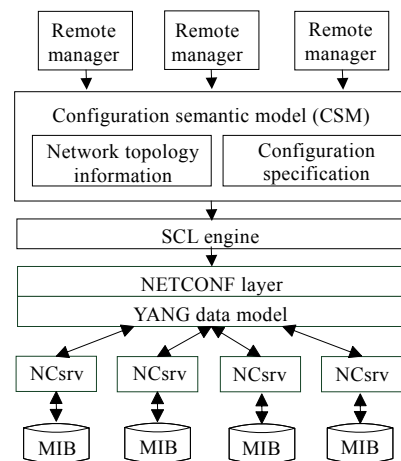 Remote manager
Remote manager
Remote manager
Configuration semantic model (CSM)
Network topology information
Configuration specification
SCL engine
NETCONF layer
YANG data model
NCsrv
NCsrv
NCsrv
NCsrv
MIB
MIB
MIB
MIB